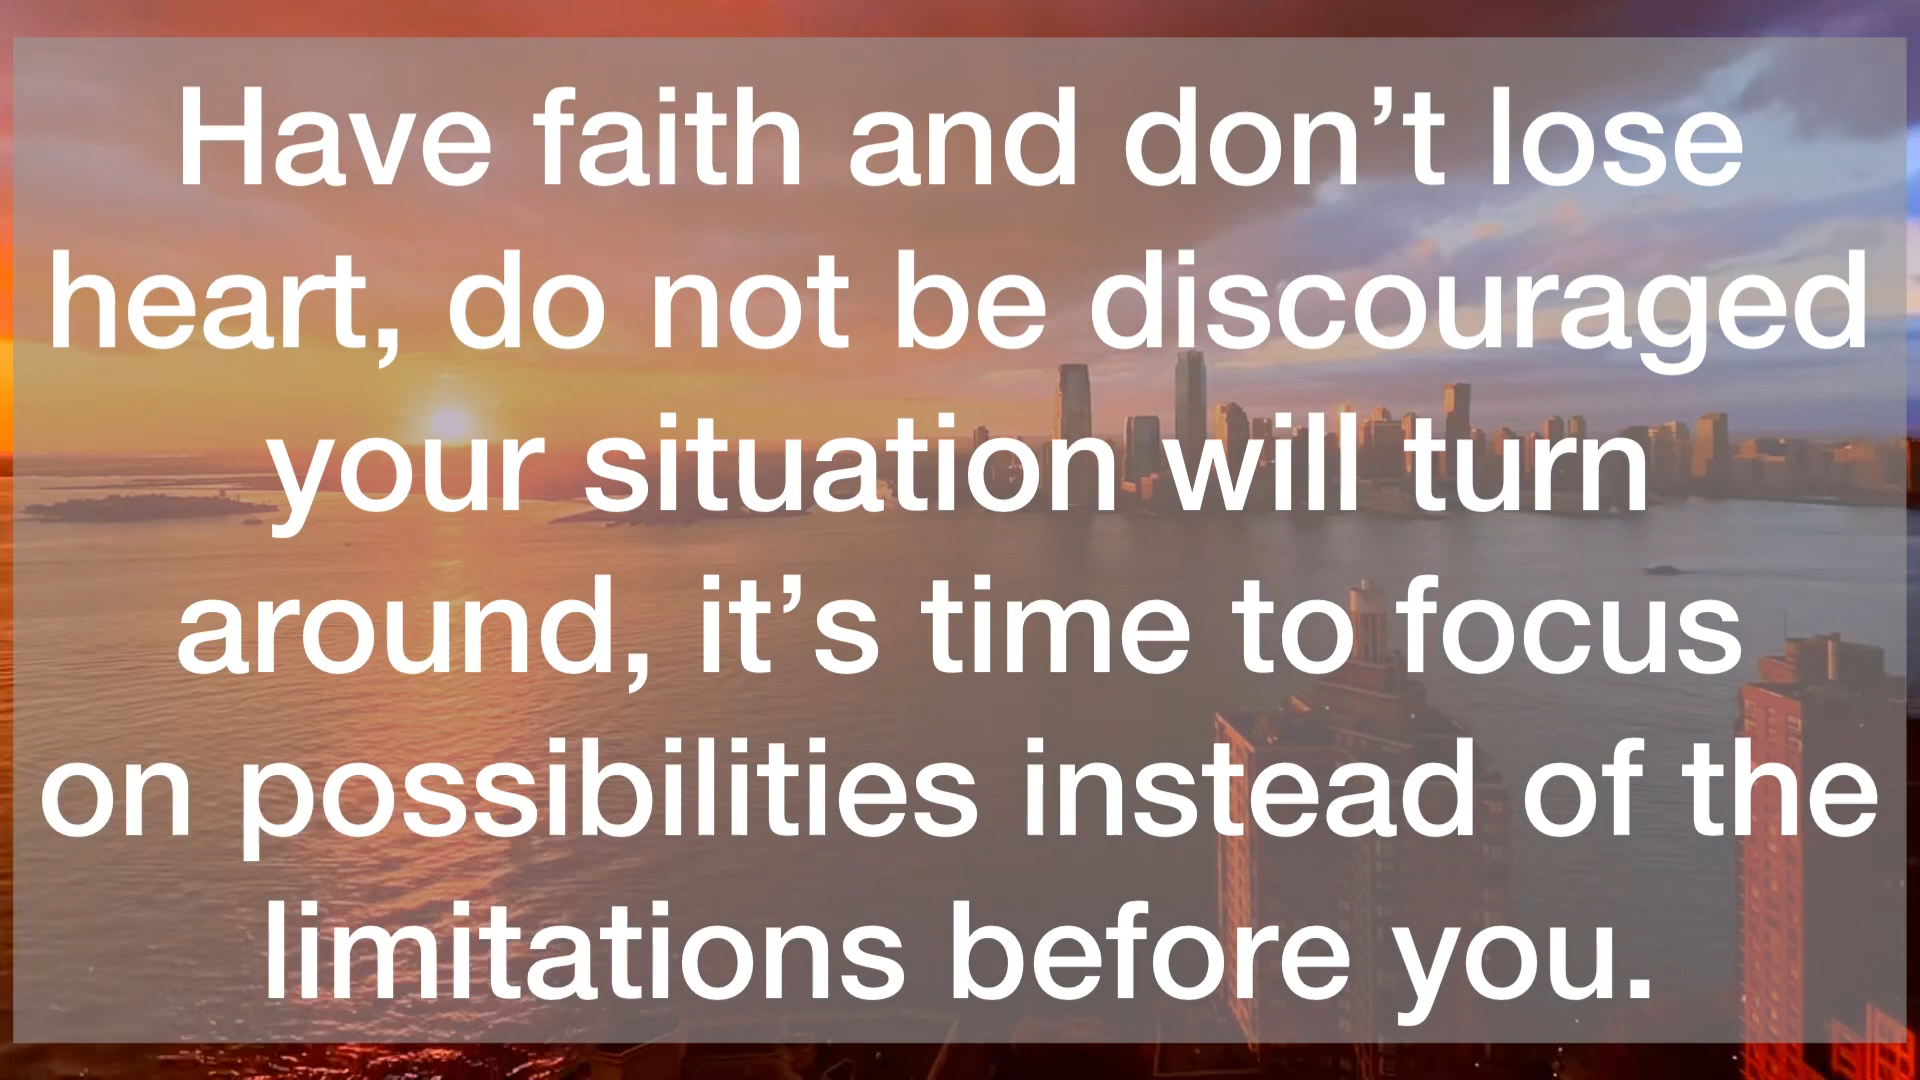 Have faith and don’t lose
heart, do not be discouraged
your situation will turn
around, it’s time to focus
on possibilities instead of the
limitations before you.